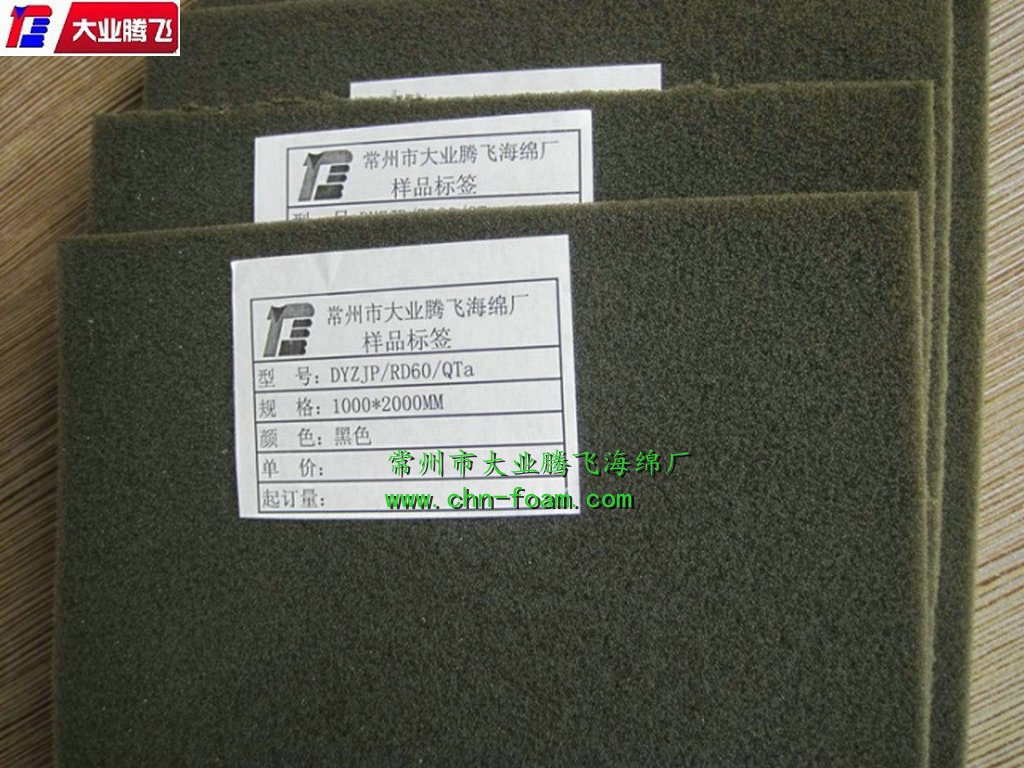 大业腾飞
常州市大业腾飞海绵厂
样品标签
常州市大业腾飞海绵厂
样品标签
型 号：DYZJP/RD60/QTa
规 格：1000*2000MM
颜 色：黑色
单 价：
起订量：
常州市大业腾飞海绵厂
www.chn-foam.com